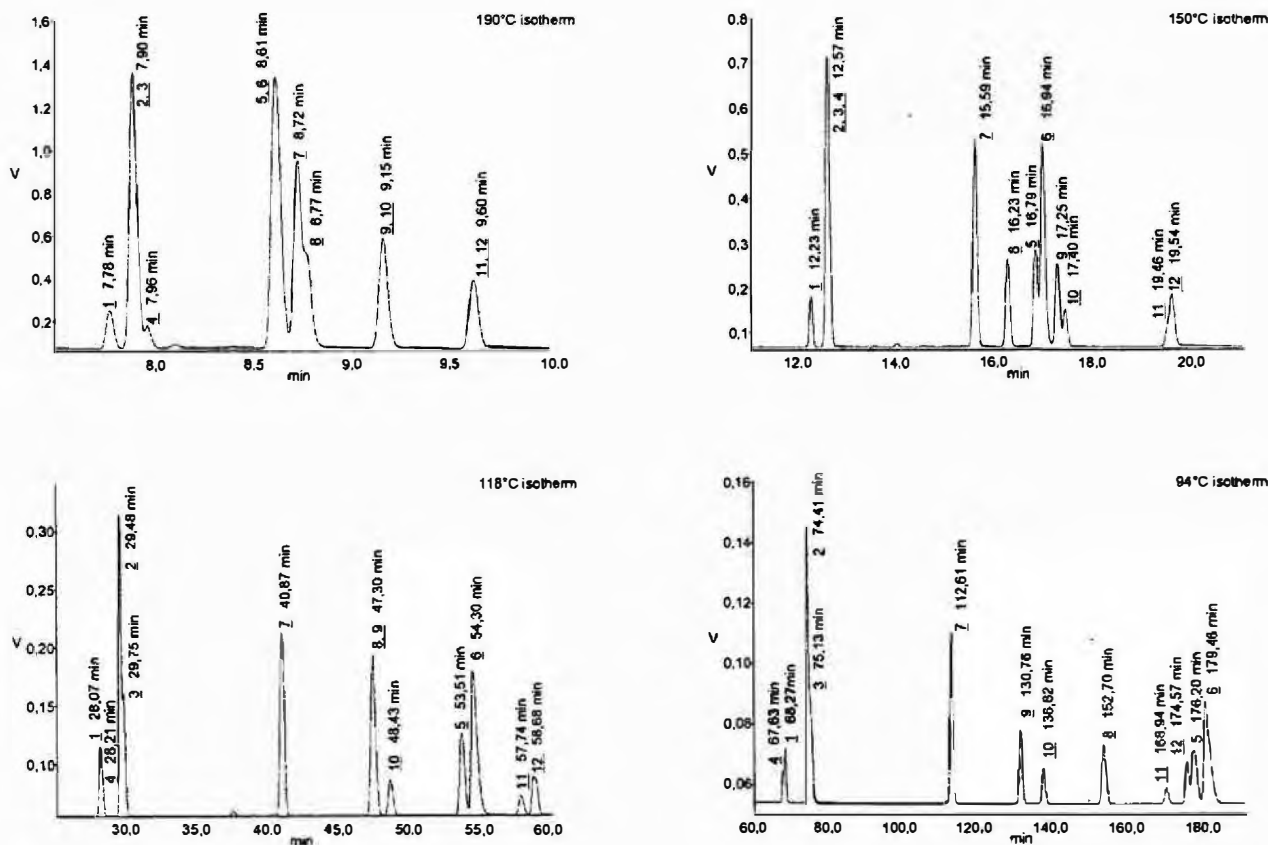 190°C isotherm
1,6
1,4
1,2
1,0
V
0,8
0,6
0,4
0,2
1 7,78 min
2, 3 7,90 min
4 7,96 min
5, 6 8,61 min
7 8,72 min
8 8,77 min
9, 10 9,15 min
11, 12 9,60 min
8,0
8,5
9,0
9,5
10,0
min
150°C isotherm
0,8
0,7
0,6
0,5
V
0,4
0,3
0,2
0,1
1 12,23 min
2, 3, 4 12,57 min
7 15,59 min
8 16,23 min
5 16,79 min
6 16,94 min
9 17,25 min
10 17,40 min
11 19,46 min
12 19,54 min
12,0
14,0
16,0
18,0
20,0
min
118°C isotherm
0,30
0,25
0,20
V
0,15
0,10
1 28,07 min
4 28,21 min
2 29,48 min
3 29,75 min
7 40,87 min
8, 9 47,30 min
10 48,43 min
5 53,51 min
6 54,30 min
11 57,74 min
12 58,68 min
30,0
35,0
40,0
45,0
50,0
55,0
60,0
min
94°C isotherm
0,16
0,14
0,12
V
0,10
0,08
0,06
4 67,63 min
1 68,27min
2 74,41 min
3 75,13 min
7 112,61 min
9 130,76 min
10 136,82 min
8 152,70 min
11 168,94 min
12 174,57 min
5 176,20 min
6 179,46 min
60,0
80,0
100,0
120,0
140,0
160,0
180,0
min